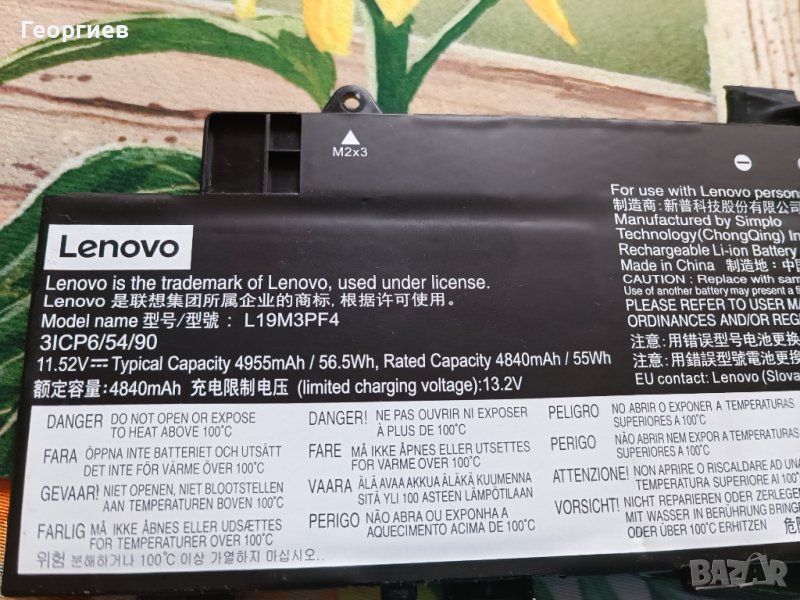 Георгиев
M2x3
Lenovo
Lenovo is the trademark of Lenovo, used under license.
Lenovo 是联想集团所属企业的商标, 根据许可使用。
Model name 型号/型號： L19M3PF4
3ICP6/54/90
11.52V⎓ Typical Capacity 4955mAh / 56.5Wh, Rated Capacity 4840mAh / 55Wh
额定容量:4840mAh 充电限制电压 (limited charging voltage):13.2V
For use with Lenovo
制造商: 新普科技股份有限公司
Manufactured by Simplo
Technology(ChongQing)
Rechargeable Li-ion Battery
Made in China 制造地:
CAUTION : Replace with
Use of another battery may present a
PLEASE REFER TO USER
ORDINANCES AND/OR
注意: 用错误型号电池更换
注意: 用錯誤型號電池更換
EU contact: Lenovo
DANGER DO NOT OPEN OR EXPOSE
TO HEAT ABOVE 100°C
FARA ÖPPNA INTE BATTERIET OCH UTSÄTT
DET INTE FÖR VÄRME ÖVER 100°C
GEVAAR! NIET OPENEN, NIET BLOOTSTELLEN
AAN TEMPERATUREN BOVEN 100°C
FARLIG MÅ IKKE ÅBNES ELLER UDSÆTTES
FOR TEMPERATURER OVER 100°C
위험 분해하거나 100°C 이상 가열하지 마십시오.
DANGER! NE PAS OUVRIR NI EXPOSER
À PLUS DE 100°C
FARE MÅ IKKE ÅPNES ELLER UTSETTES
FOR VARME OVER 100°C
VAARA ÄLÄ AVAA AKKUA ÄLÄKÄ KUUMENNA
SITÄ YLI 100 ASTEEN LÄMPÖTILAAN
PERIGO NÃO ABRA OU EXPONHA A
AQUECIMENTO ACIMA DE 100°C
PELIGRO NO ABRIR O EXPONER A TEMPERATURAS
SUPERIORES A 100°C
PERIGO NÃO ABRIR NEM EXPOR A TEMPERATURAS
SUPERIORES A 100°C
ATTENZIONE! NON APRIRE O RISCALDARE AD
TEMPERATURA SUPERIORE AI 100°C
VORSICHT! NICHT REPARIEREN ODER
MIT WASSER IN BERÜHRUNG
ODER ÜBER 100°C ERHITZEN
BAZAR